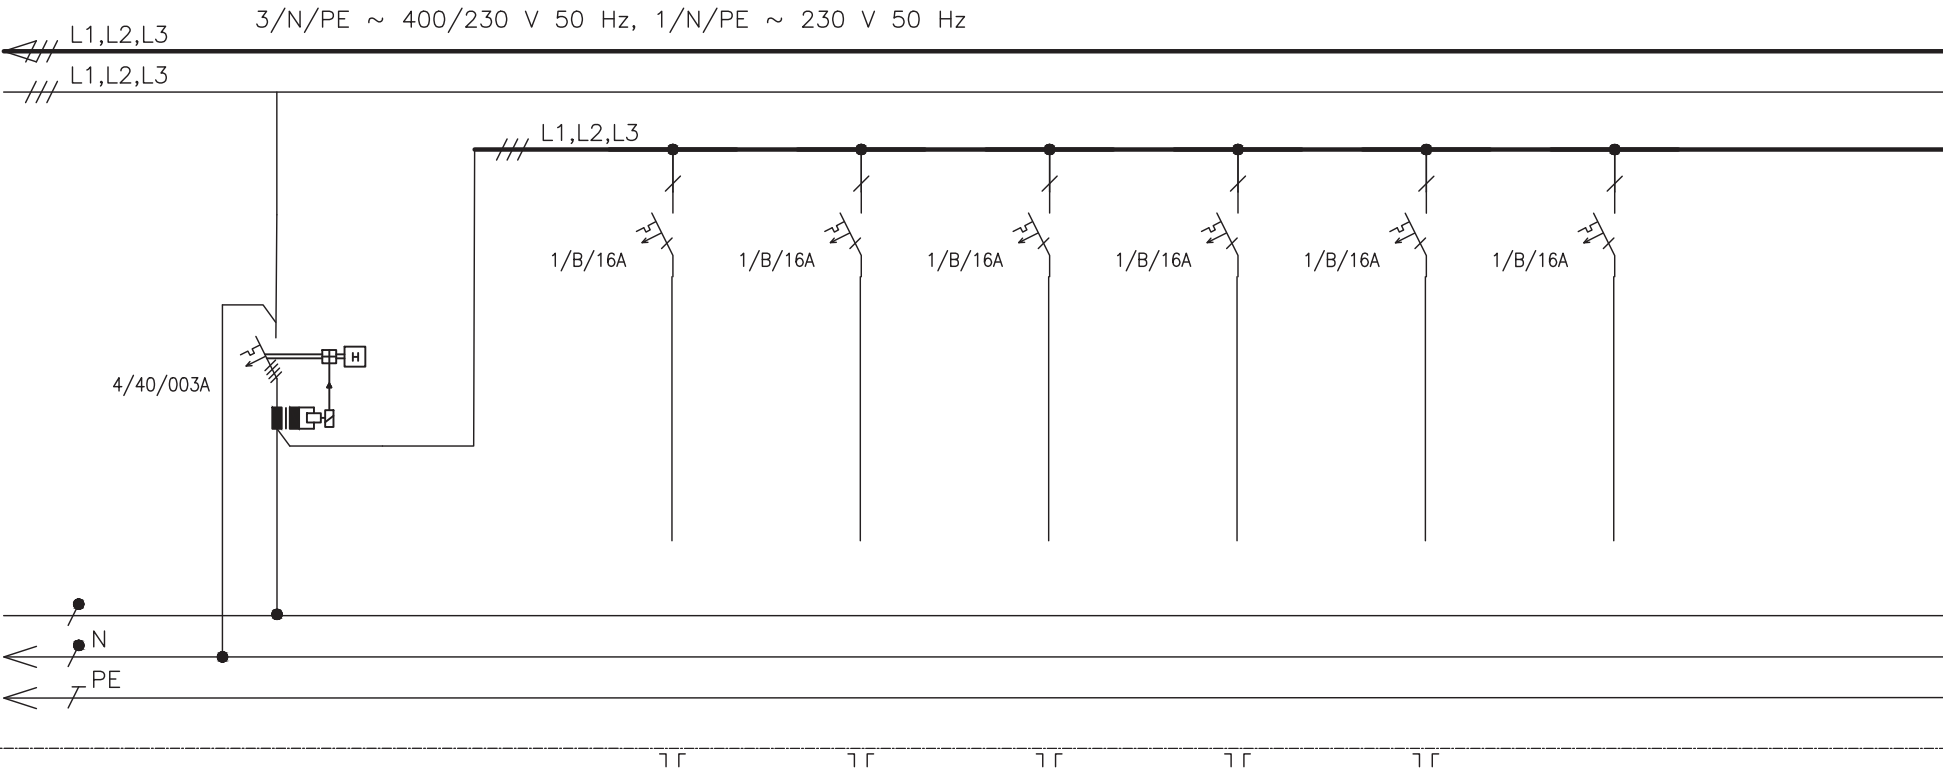 3/N/PE ~ 400/230 V 50 Hz, 1/N/PE ~ 230 V 50 Hz
L1,L2,L3
L1,L2,L3
L1,L2,L3
1/B/16A 1/B/16A 1/B/16A 1/B/16A 1/B/16A 1/B/16A
H
4/40/003A
N
PE